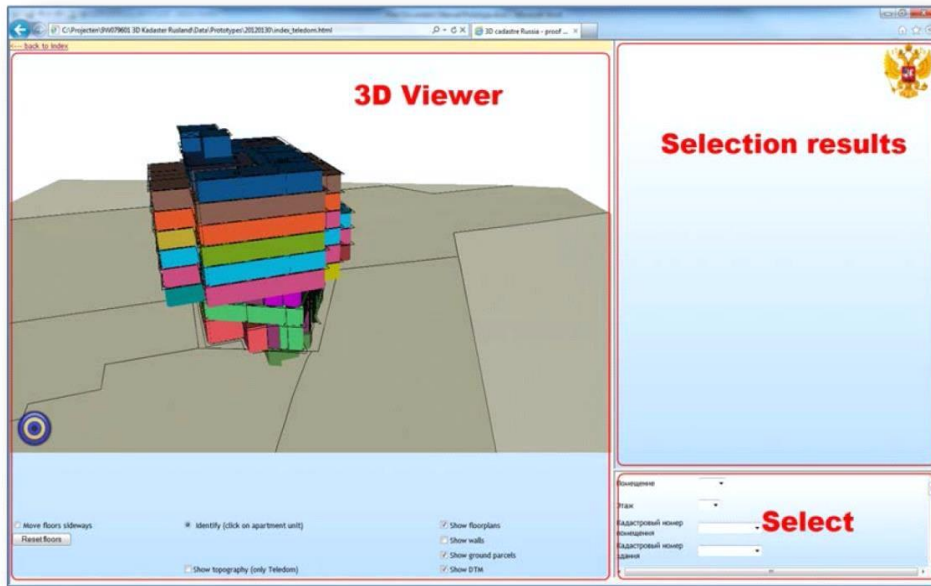 C:\Projecten\9W079601 3D Kadaster Rusland\Data\Prototypes\20120130\index_teledom.html
3D cadastre Russia - proof ...
<--- back to Index
3D Viewer
Selection results
Помещение
Этаж
Кадастровый номер
помещения
Кадастровый номер
здания
Select
Move floors sideways
Reset floors
Identify (click on apartment unit)
Show topography (only Teledom)
Show floorplans
Show walls
Show ground parcels
Show DTM